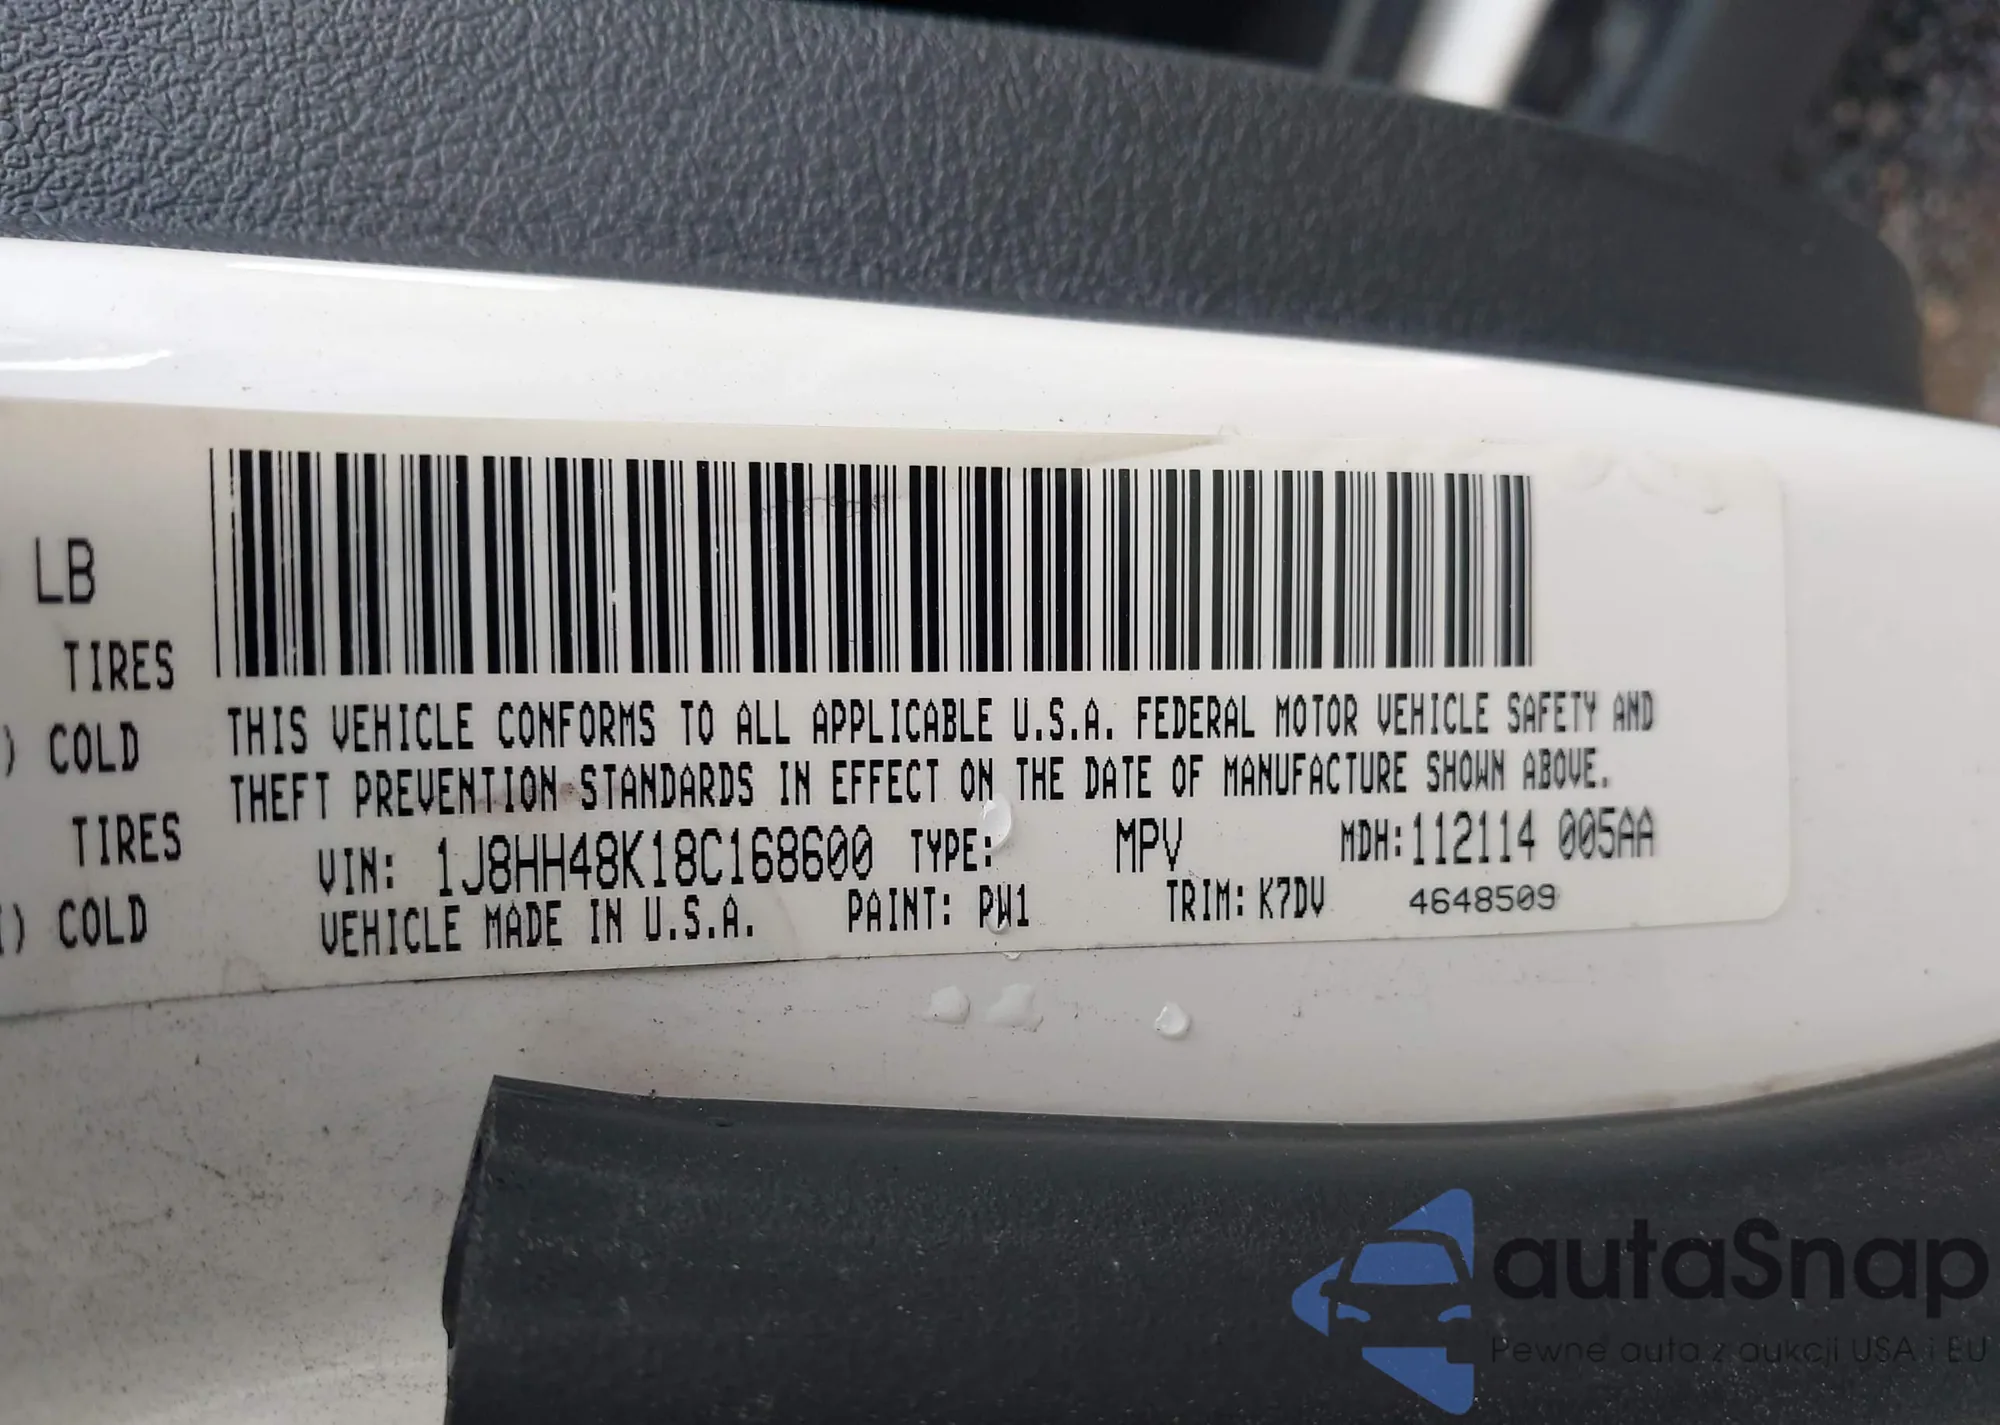 LB
TIRES
) COLD
TIRES
) COLD
THIS VEHICLE CONFORMS TO ALL APPLICABLE U.S.A. FEDERAL MOTOR VEHICLE SAFETY AND
THEFT PREVENTION STANDARDS IN EFFECT ON THE DATE OF MANUFACTURE SHOWN ABOVE.
VIN: 1J8HH48K18C168600 TYPE: MPV MDH:112114 005AA
VEHICLE MADE IN U.S.A. PAINT: PW1 TRIM: K7DV 4648509
autaSnap
Pewne auta z aukcji USA i EU